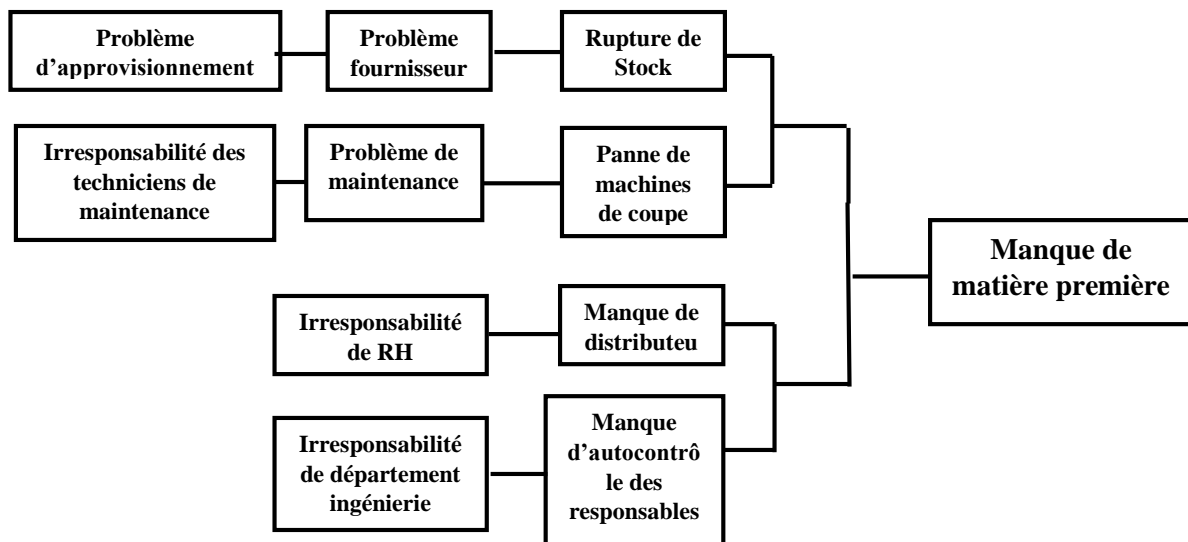 Problème
d'approvisionnement
Problème
fournisseur
Rupture de
Stock
Irresponsabilité des
techniciens de
maintenance
Problème de
maintenance
Panne de
machines
de coupe
Manque de
matière première
Irresponsabilité
de RH
Manque de
distributeu
Irresponsabilité
de département
ingénierie
Manque
d'autocontrô
le des
responsables